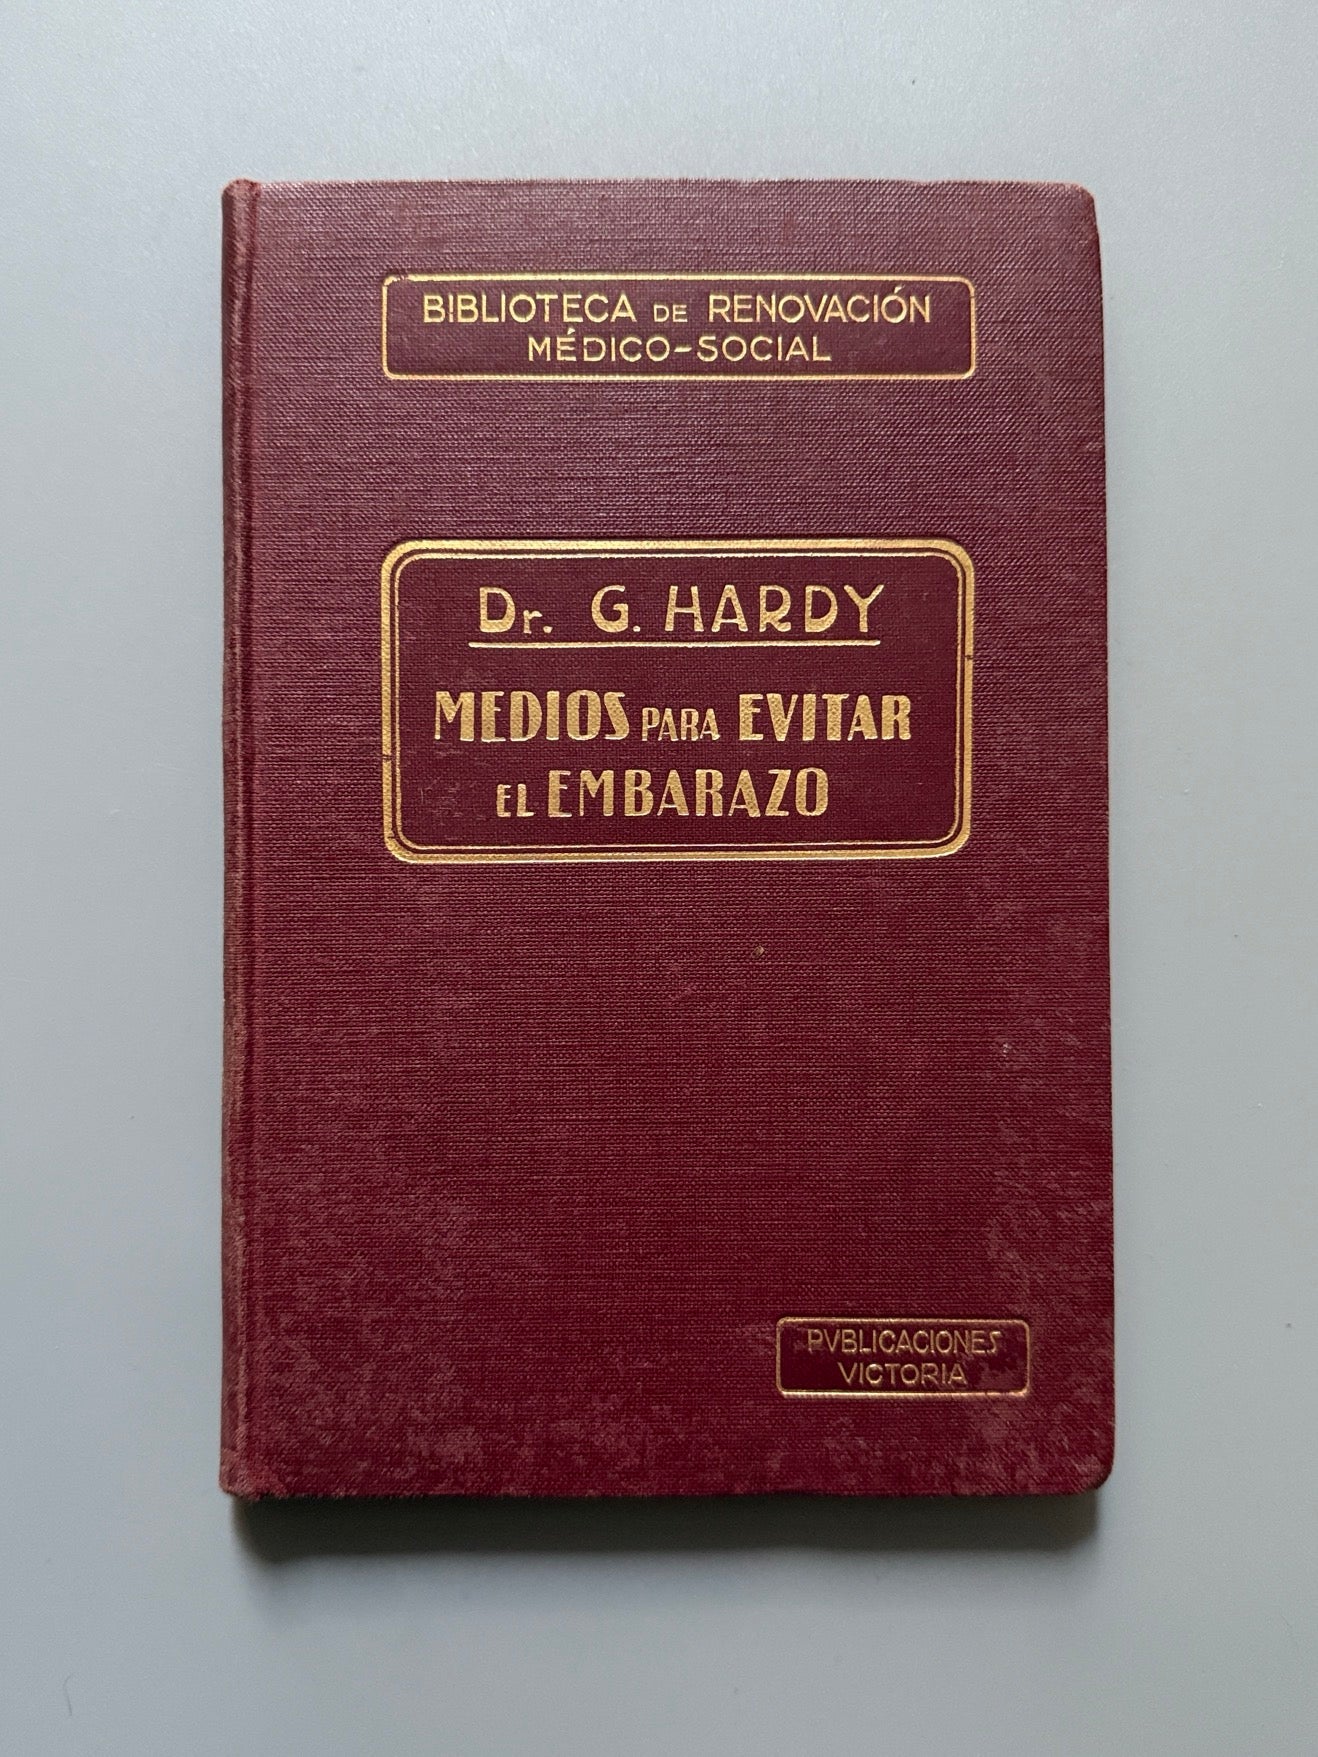 BIBLIOTECA DE RENOVACIÓN
MÉDICO-SOCIAL
Dr. G. HARDY
MEDIOS PARA EVITAR
EL EMBARAZO
PVBLICACIONES
VICTORIA